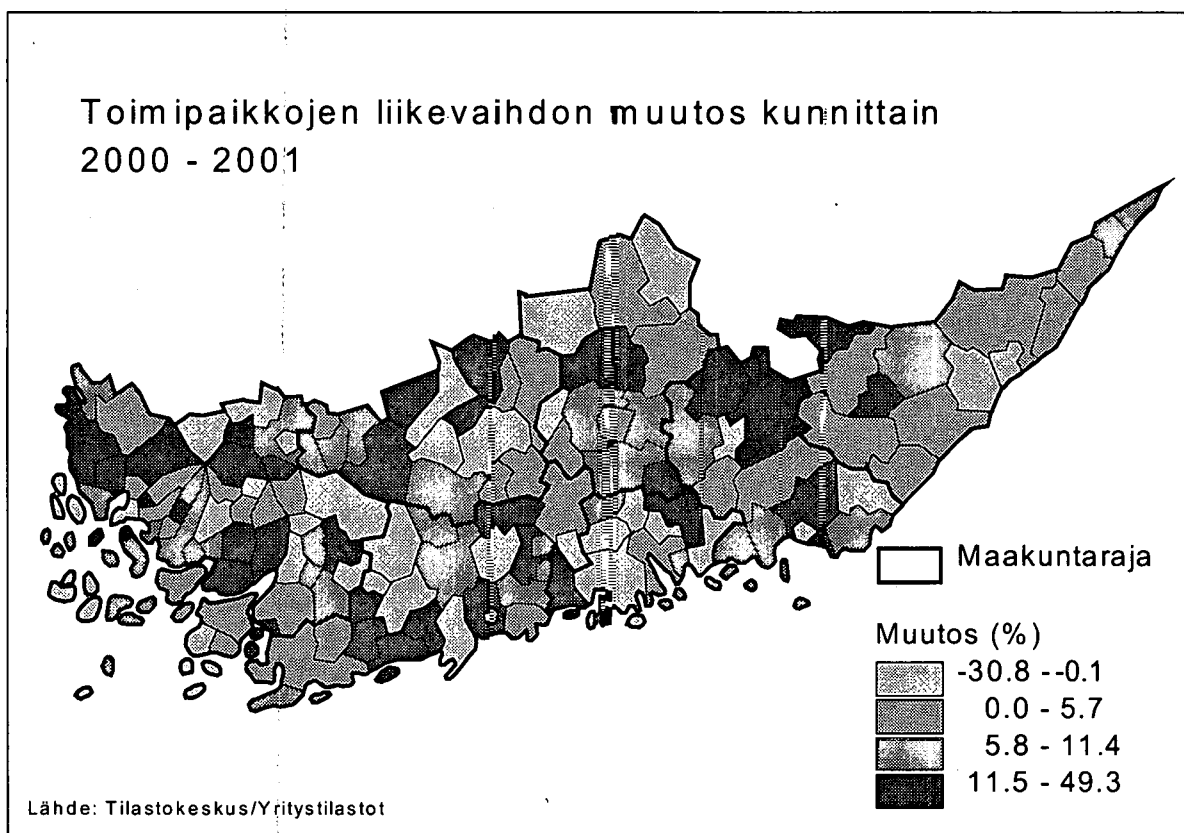 Toimipaikkojen liikevaihdon muutos kunnittain
2000 - 2001
Maakuntaraja
Muutos (%)
-30.8 --0.1
0.0 - 5.7
5.8 - 11.4
11.5 - 49.3
Lähde: Tilastokeskus/Yritystilastot